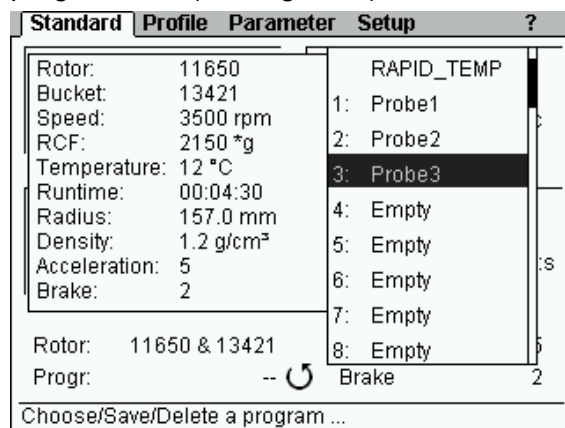 Standard Profile Parameter Setup ?
Rotor: 11650
Bucket: 13421
Speed: 3500 rpm
RCF: 2150 *g
Temperature: 12 °C
Runtime: 00:04:30
Radius: 157.0 mm
Density: 1.2 g/cm³
Acceleration: 5
Brake: 2
RAPID_TEMP
1: Probe1
2: Probe2
3: Probe3
4: Empty
5: Empty
6: Empty
7: Empty
8: Empty
Rotor: 11650 & 13421
Progr: --
Brake 2
Choose/Save/Delete a program ...